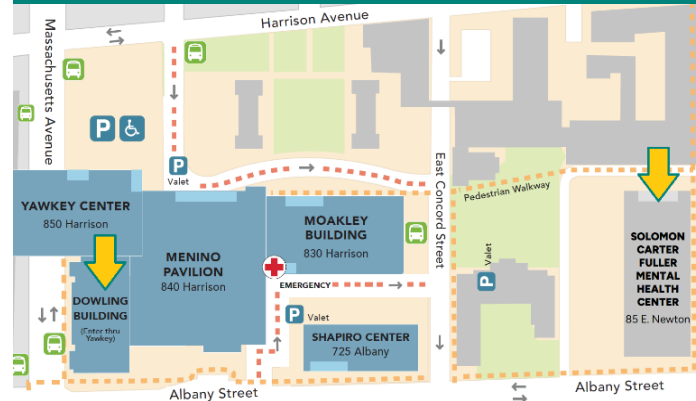 Harrison Avenue
Massachusetts Avenue
P
P
Valet
East Concord Street
Pedestrian Walkway
YAWKEY CENTER
850 Harrison
MOAKLEY
BUILDING
830 Harrison
MENINO
PAVILION
840 Harrison
SOLOMON
CARTER
FULLER
MENTAL
HEALTH
CENTER
85 E. Newton
Valet
P
EMERGENCY
DOWLING
BUILDING
(Enter thru
Yawkey)
P
Valet
SHAPIRO CENTER
725 Albany
Albany Street
Albany Street